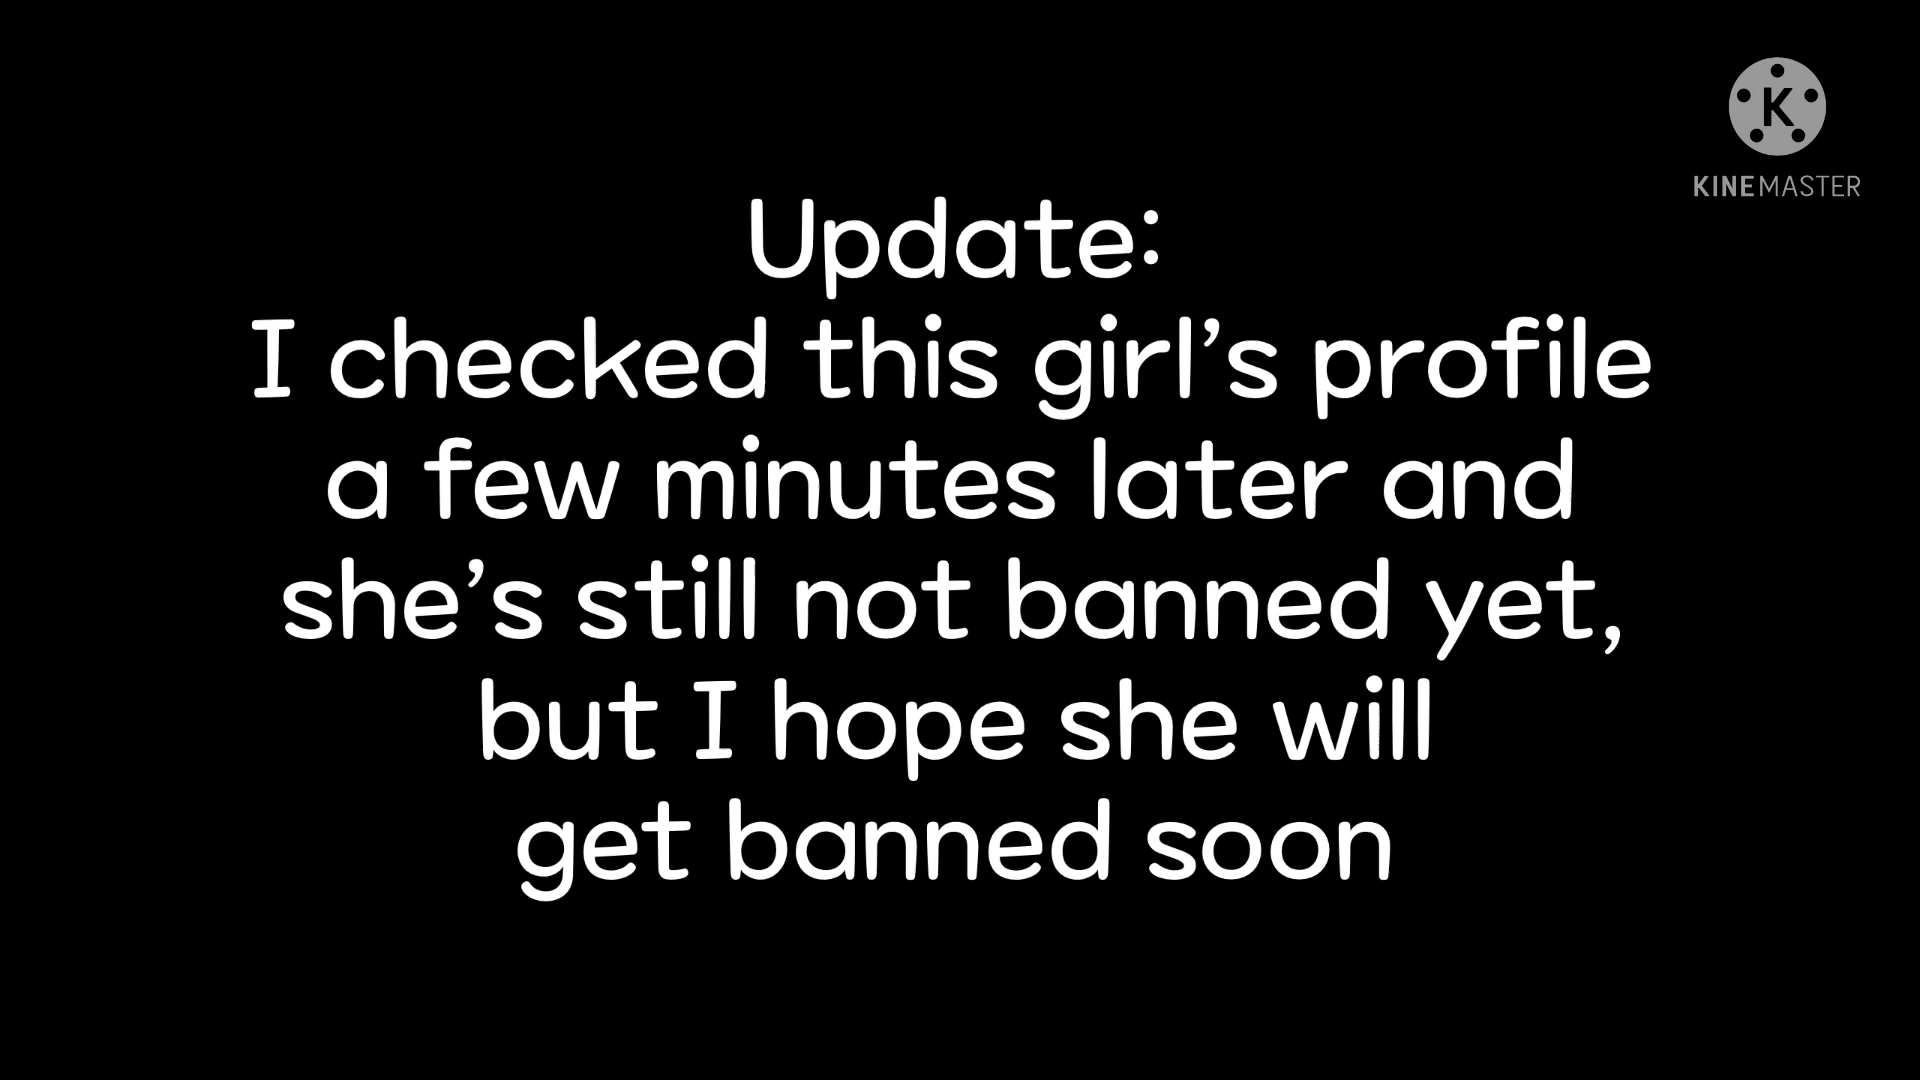 K
KINEMASTER
Update:
I checked this girl’s profile
a few minutes later and
she’s still not banned yet,
but I hope she will
get banned soon